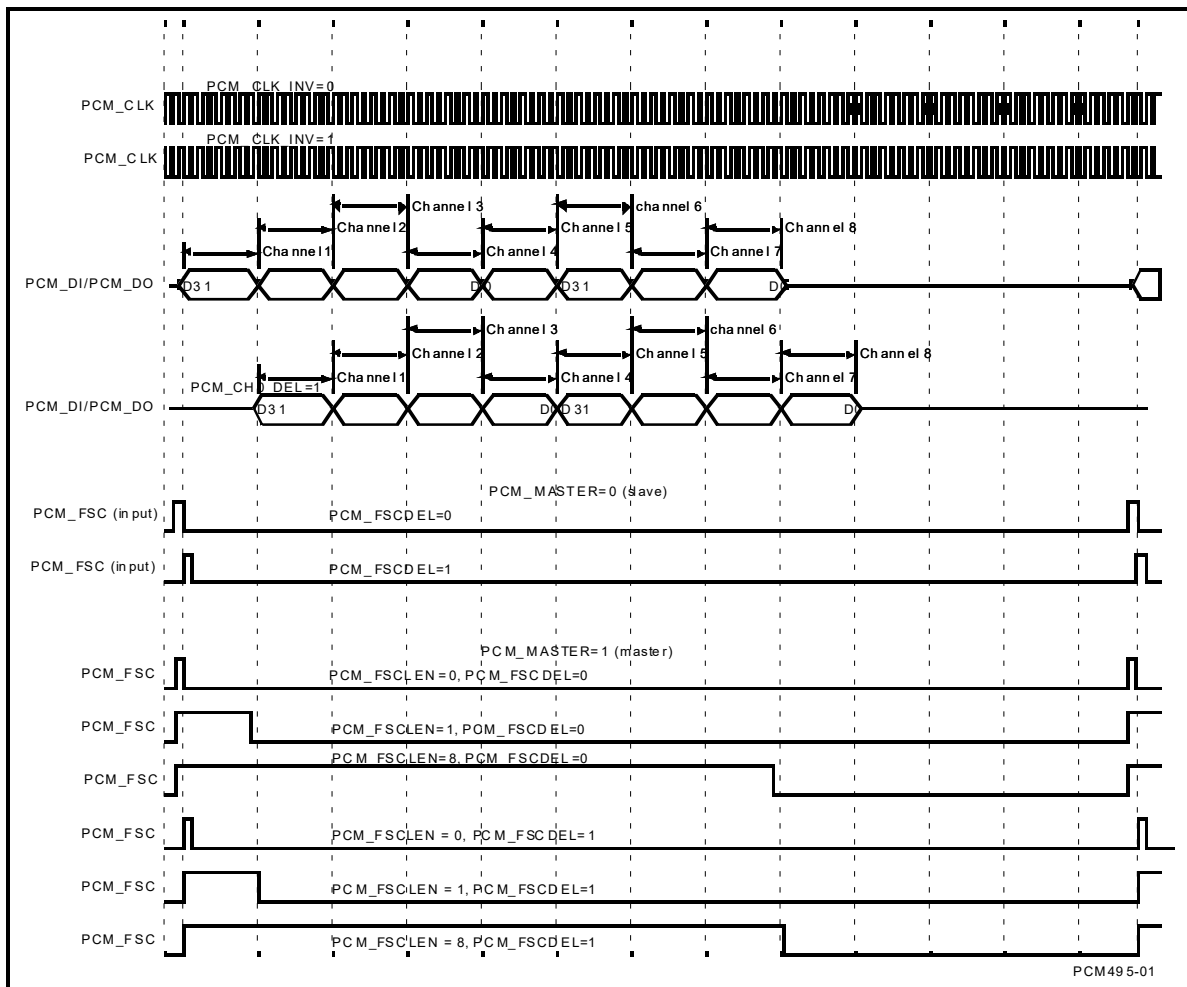 PCM_CLK_INV=0
PCM_CLK
PCM_CLK_INV=1
PCM_CLK
Channel 3
channel 6
Channel 2
Channel 5
Channel 8
Channel 1
Channel 4
Channel 7
PCM_DI/PCM_DO
D31
D0
D31
D0
Channel 3
channel 6
Channel 2
Channel 5
Channel 8
PCM_CH0_DEL=1
Channel 1
Channel 4
Channel 7
PCM_DI/PCM_DO
D31
D0
D31
D0
PCM_MASTER=0 (slave)
PCM_FSC (input)
PCM_FSCDEL=0
PCM_FSC (input)
PCM_FSCDEL=1
PCM_MASTER=1 (master)
PCM_FSC
PCM_FSCLEN=0, PCM_FSCDEL=0
PCM_FSC
PCM_FSCLEN=1, PCM_FSCDEL=0
PCM_FSCLEN=8, PCM_FSCDEL=0
PCM_FSC
PCM_FSC
PCM_FSCLEN = 0, PCM_FSCDEL=1
PCM_FSC
PCM_FSCLEN = 1, PCM_FSCDEL=1
PCM_FSC
PCM_FSCLEN = 8, PCM_FSCDEL=1
PCM495-01